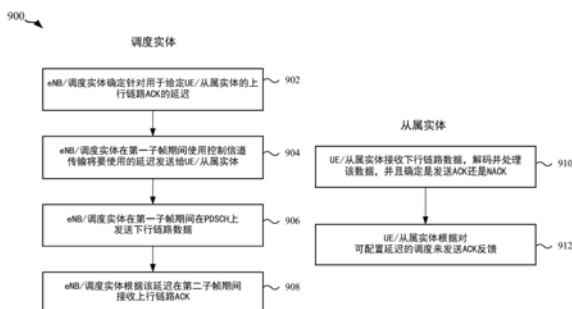 900
调度实体
eNB/调度实体确定针对用于给定UE/从属实体的上
行链路ACK的延迟
902
eNB/调度实体在第一子帧期间使用控制信道
传输将要使用的延迟发送给UE/从属实体
904
eNB/调度实体在第一子帧期间在PDSCH上
发送下行链路数据
906
eNB/调度实体根据该延迟在第二子帧期间
接收上行链路ACK
908
从属实体
UE/从属实体接收下行链路数据，解码并处理
该数据，并且确定是发送ACK还是NACK
910
UE/从属实体根据对
可配置延迟的调度来发送ACK反馈
912